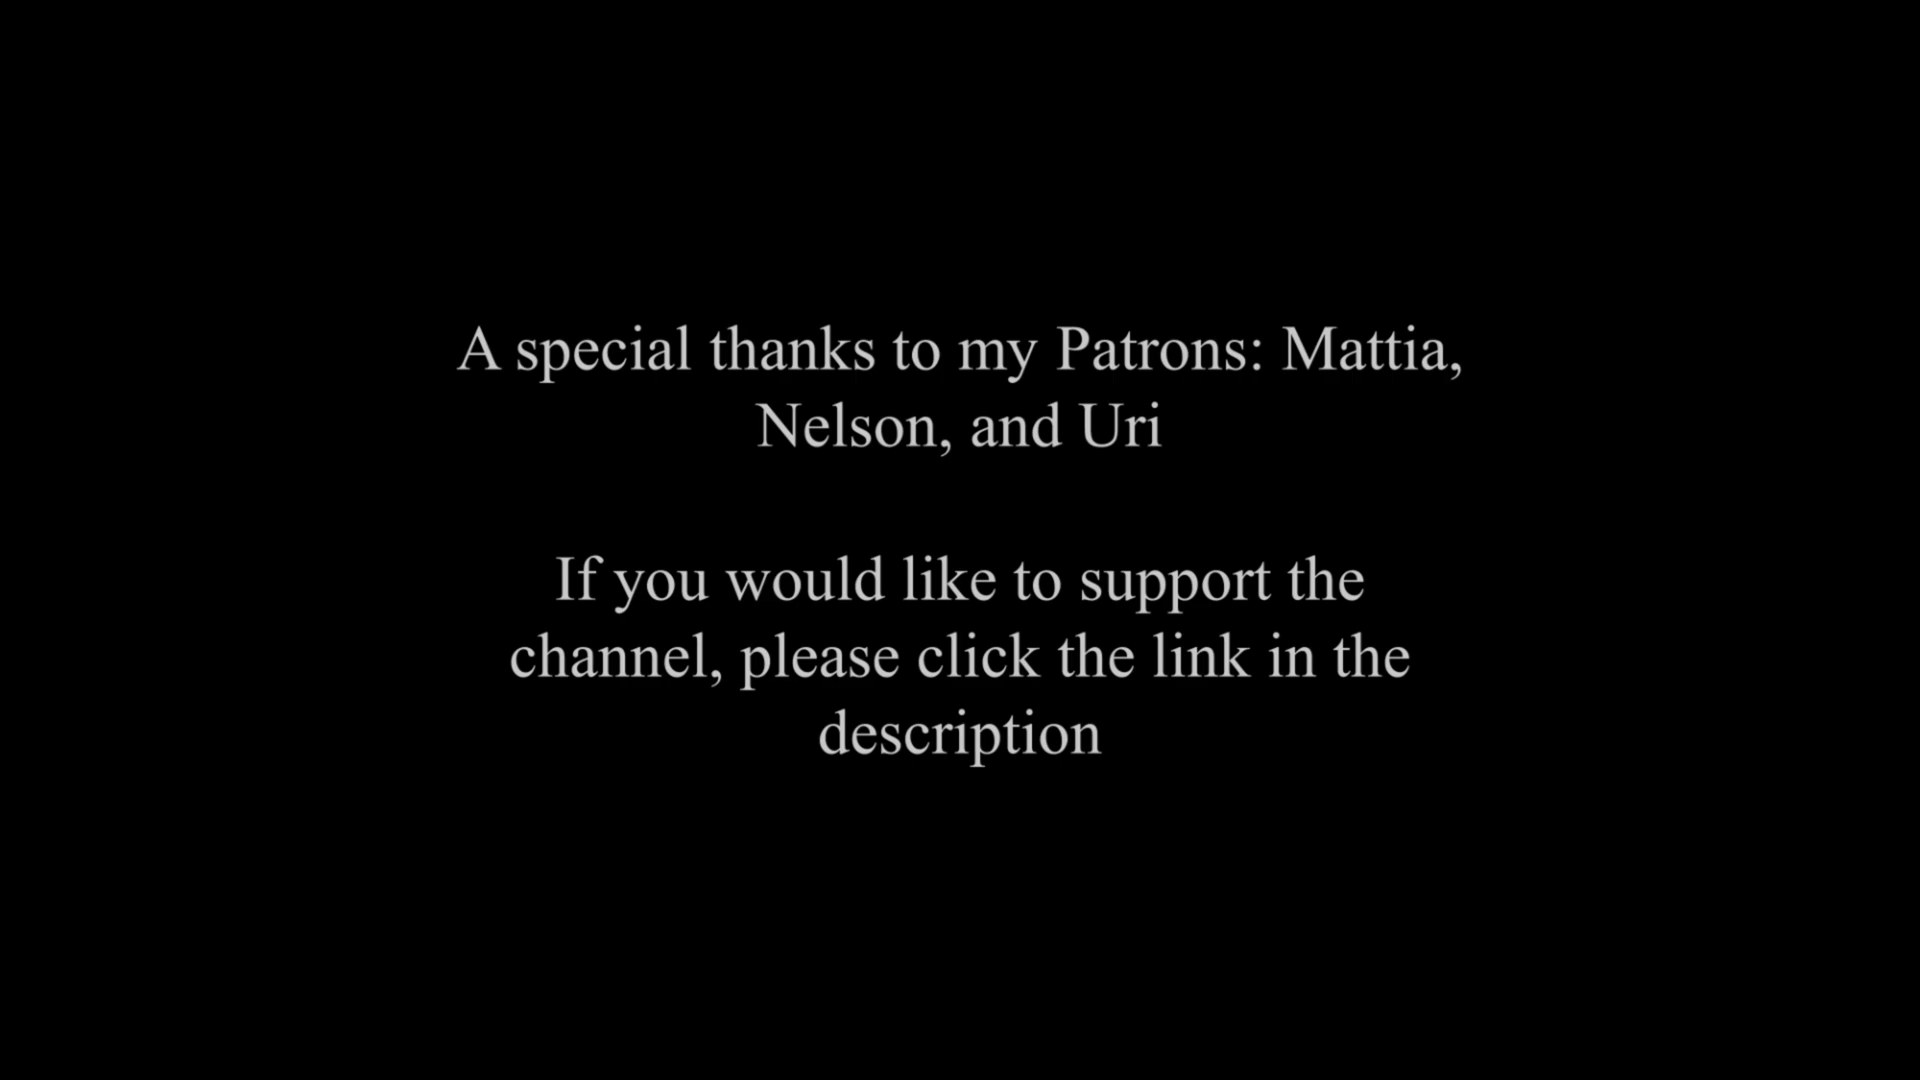 A special thanks to my Patrons: Mattia,
Nelson, and Uri
If you would like to support the
channel, please click the link in the
description